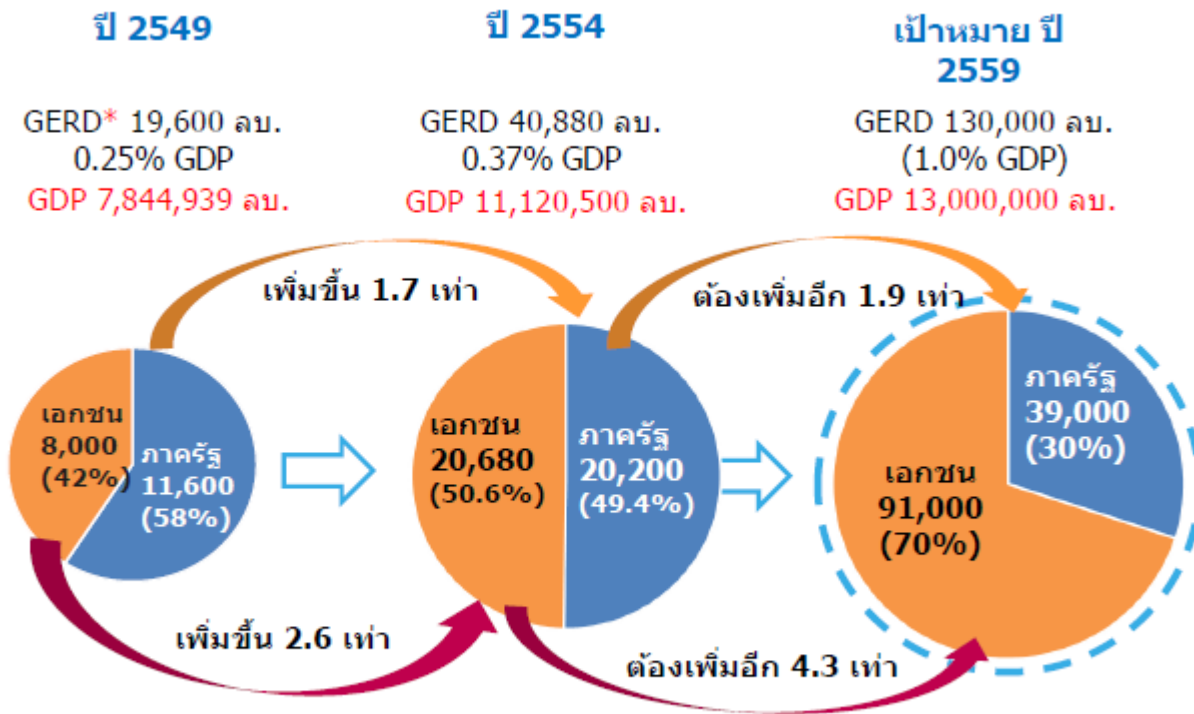 ปี 2549
ปี 2554
เป้าหมาย ปี
2559
GERD* 19,600 ลบ.
0.25% GDP
GDP 7,844,939 ลบ.
GERD 40,880 ลบ.
0.37% GDP
GDP 11,120,500 ลบ.
GERD 130,000 ลบ.
(1.0% GDP)
GDP 13,000,000 ลบ.
เพิ่มขึ้น 1.7 เท่า
ต้องเพิ่มอีก 1.9 เท่า
เอกชน
8,000
(42%)
ภาครัฐ
11,600
(58%)
เอกชน
20,680
(50.6%)
ภาครัฐ
20,200
(49.4%)
ภาครัฐ
39,000
(30%)
เอกชน
91,000
(70%)
เพิ่มขึ้น 2.6 เท่า
ต้องเพิ่มอีก 4.3 เท่า